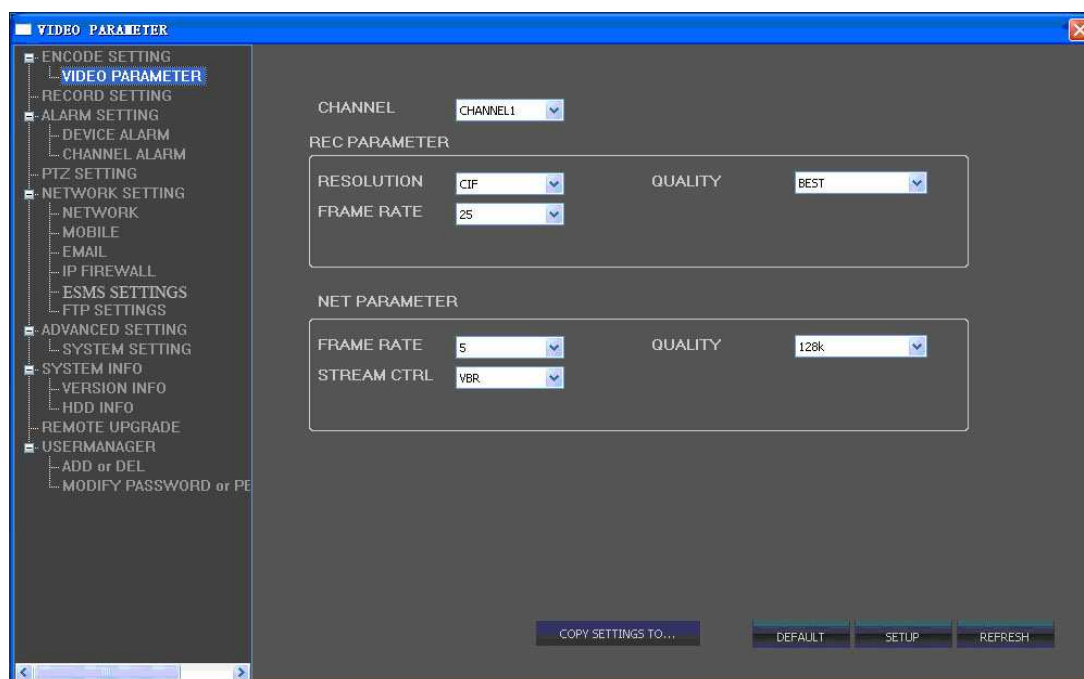 VIDEO PARAMETER
ENCODE SETTING
VIDEO PARAMETER
RECORD SETTING
ALARM SETTING
DEVICE ALARM
CHANNEL ALARM
PTZ SETTING
NETWORK SETTING
NETWORK
MOBILE
EMAIL
IP FIREWALL
ESMS SETTINGS
FTP SETTINGS
ADVANCED SETTING
SYSTEM SETTING
SYSTEM INFO
VERSION INFO
HDD INFO
REMOTE UPGRADE
USERMANAGER
ADD or DEL
MODIFY PASSWORD or PE
CHANNEL CHANNEL1
REC PARAMETER
RESOLUTION CIF QUALITY BEST
FRAME RATE 25
NET PARAMETER
FRAME RATE 5 QUALITY 128k
STREAM CTRL VBR
COPY SETTINGS TO... DEFAULT SETUP REFRESH